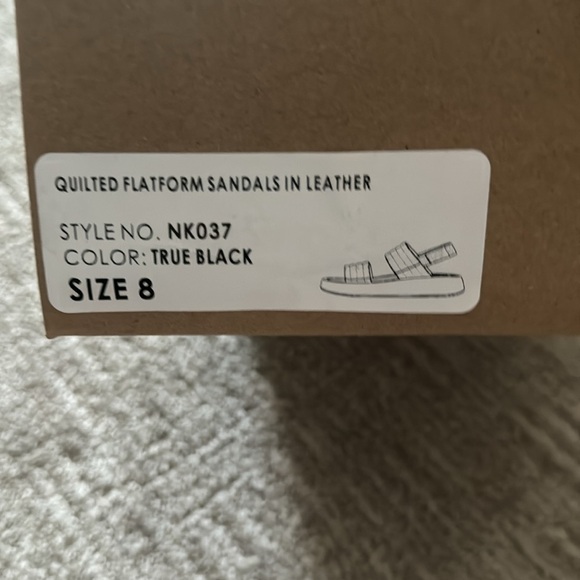 QUILTED FLATFORM SANDALS IN LEATHER
STYLE NO. NK037
COLOR: TRUE BLACK
SIZE 8